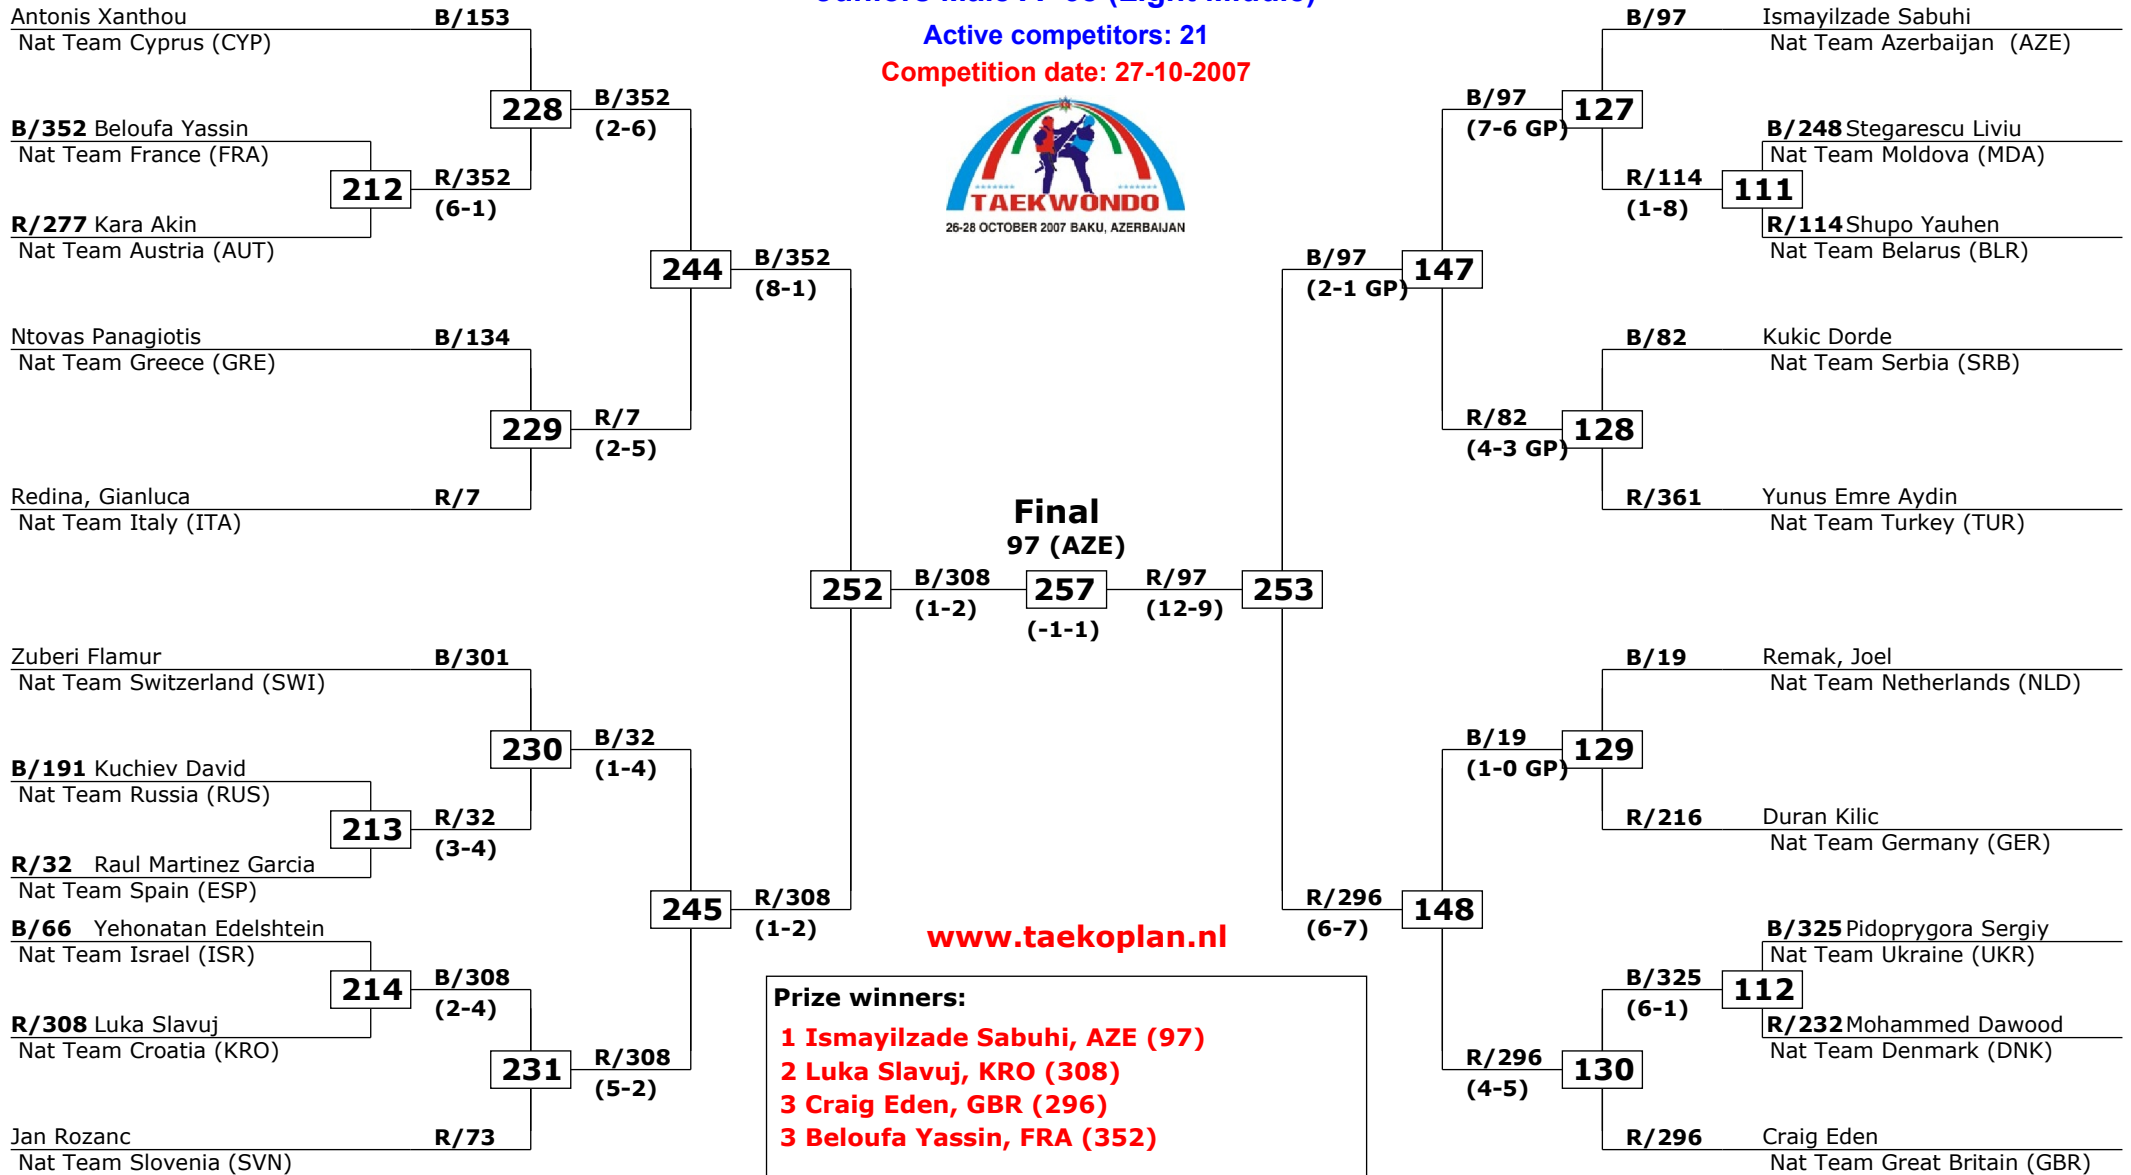 Active competitors: 21
Competition date: 27-10-2007
TAEKWONDO
26-28 OCTOBER 2007 BAKU, AZERBAIJAN
Antonis Xanthou B/153
Nat Team Cyprus (CYP)
228 B/352
(2-6)
B/352 Beloufa Yassin
Nat Team France (FRA)
212 R/352
(6-1)
R/277 Kara Akin
Nat Team Austria (AUT)
244 B/352
(8-1)
Ntovas Panagiotis B/134
Nat Team Greece (GRE)
229 R/7
(2-5)
Redina, Gianluca R/7
Nat Team Italy (ITA)
252 B/308
(1-2)
Zuberi Flamur B/301
Nat Team Switzerland (SWI)
230 B/32
(1-4)
B/191 Kuchiev David
Nat Team Russia (RUS)
213 R/32
(3-4)
R/32 Raul Martinez Garcia
Nat Team Spain (ESP)
245 R/308
(1-2)
B/66 Yehonatan Edelshtein
Nat Team Israel (ISR)
214 B/308
(2-4)
R/308 Luka Slavuj
Nat Team Croatia (KRO)
231 R/308
(5-2)
Jan Rozanc R/73
Nat Team Slovenia (SVN)
Final
97 (AZE)
257
(-1-1)
R/97 253
(12-9)
B/97 Ismayilzade Sabuhi
Nat Team Azerbaijan (AZE)
B/97 127
(7-6 GP)
B/248 Stegarescu Liviu
Nat Team Moldova (MDA)
R/114 111
(1-8)
R/114 Shupo Yauhen
Nat Team Belarus (BLR)
B/97 147
(2-1 GP)
B/82 Kukic Dorde
Nat Team Serbia (SRB)
R/82 128
(4-3 GP)
R/361 Yunus Emre Aydin
Nat Team Turkey (TUR)
B/19 Remak, Joel
Nat Team Netherlands (NLD)
B/19 129
(1-0 GP)
R/216 Duran Kilic
Nat Team Germany (GER)
R/296 148
(6-7)
B/325 Pidoprygora Sergiy
Nat Team Ukraine (UKR)
B/325 112
(6-1)
R/232 Mohammed Dawood
Nat Team Denmark (DNK)
R/296 130
(4-5)
R/296 Craig Eden
Nat Team Great Britain (GBR)
www.taekoplan.nl
Prize winners:
1 Ismayilzade Sabuhi, AZE (97)
2 Luka Slavuj, KRO (308)
3 Craig Eden, GBR (296)
3 Beloufa Yassin, FRA (352)